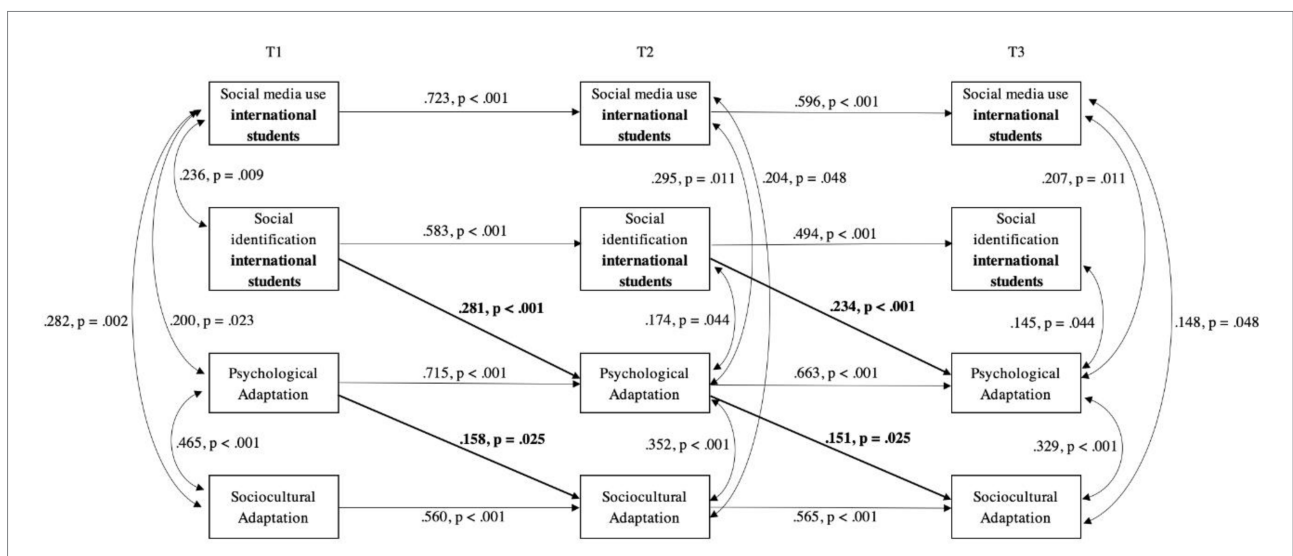 T1
T2
T3
Social media use
international
students
.723, p < .001
Social media use
international
students
.596, p < .001
Social media use
international
students
.236, p = .009
.295, p = .011
.204, p = .048
.207, p = .011
Social
identification
international
students
.583, p < .001
Social
identification
international
students
.494, p < .001
Social
identification
international
students
.281, p < .001
.234, p < .001
.282, p = .002
.200, p = .023
.174, p = .044
.145, p = .044
.148, p = .048
Psychological
Adaptation
.715, p < .001
Psychological
Adaptation
.663, p < .001
Psychological
Adaptation
.465, p < .001
.158, p = .025
.352, p < .001
.151, p = .025
.329, p < .001
Sociocultural
Adaptation
.560, p < .001
Sociocultural
Adaptation
.565, p < .001
Sociocultural
Adaptation